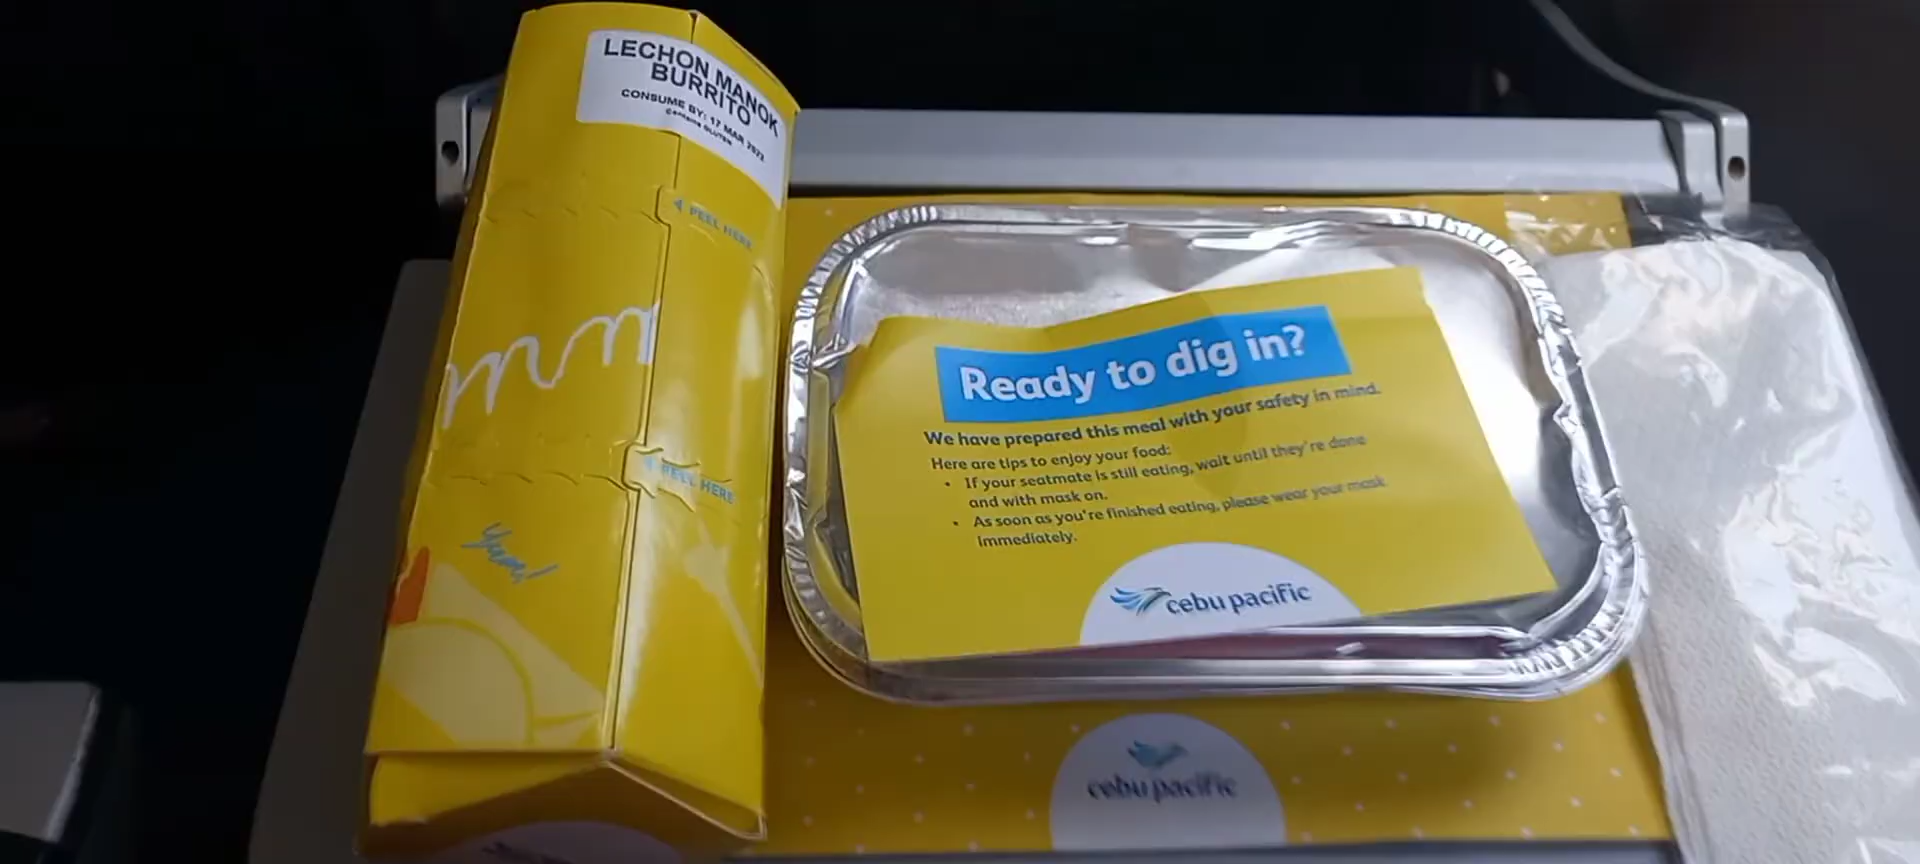 LECHON MANOK
BURRITO
CONSUME BY: 17 MAR 2022
Contains GLUTEN
PEEL HERE
PEEL HERE
Yum!
Ready to dig in?
We have prepared this meal with your safety in mind.
Here are tips to enjoy your food:
• If your seatmate is still eating, wait until they're done
and with mask on.
• As soon as you're finished eating, please wear your mask
immediately.
cebu pacific
cebu pacific